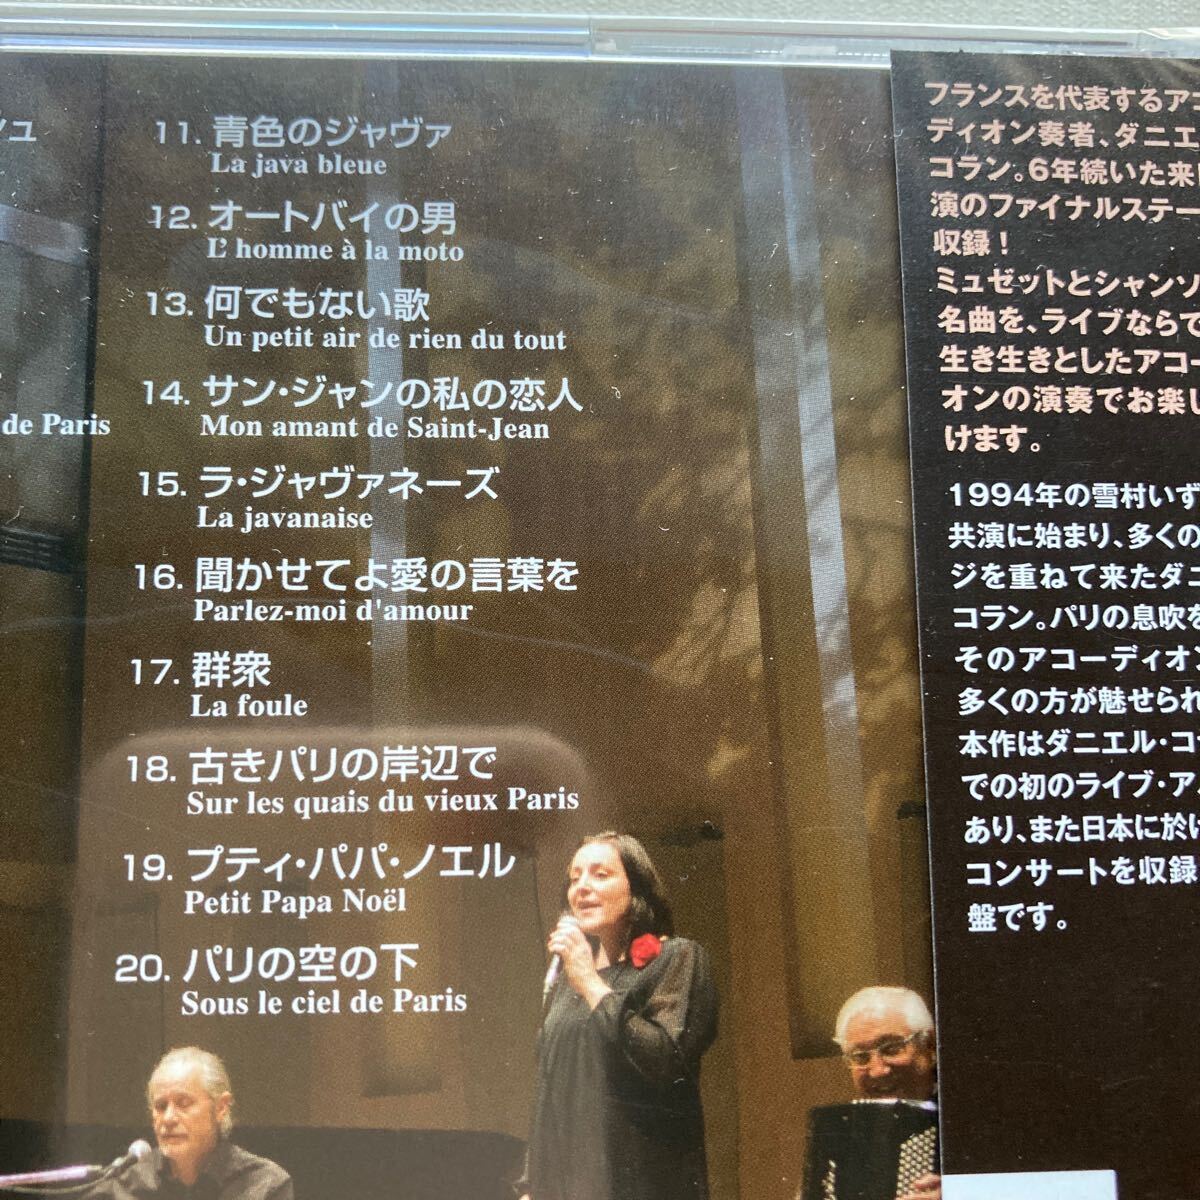 ノユ
de Paris
11. 青色のジャヴァ
La java bleue
12. オートバイの男
L' homme à la moto
13. 何でもない歌
Un petit air de rien du tout
14. サン・ジャンの私の恋人
Mon amant de Saint-Jean
15. ラ・ジャヴァネーズ
La javanaise
16. 聞かせてよ愛の言葉を
Parlez-moi d'amour
17. 群衆
La foule
18. 古きパリの岸辺で
Sur les quais du vieux Paris
19. プティ・パパ・ノエル
Petit Papa Noël
20. パリの空の下
Sous le ciel de Paris
フランスを代表するア
ディオン奏者、ダニエ
コラン。6年続いた来
演のファイナルステー
収録！
ミュゼットとシャンソ
名曲を、ライブならで
生き生きとしたアコー
オンの演奏でお楽し
けます。
1994年の雪村いず
共演に始まり、多くの
ジを重ねて来たダニ
コラン。パリの息吹を
そのアコーディオン
多くの方が魅せられ
本作はダニエル・コ
での初のライブ・ア
あり、また日本に於け
コンサートを収録
盤です。